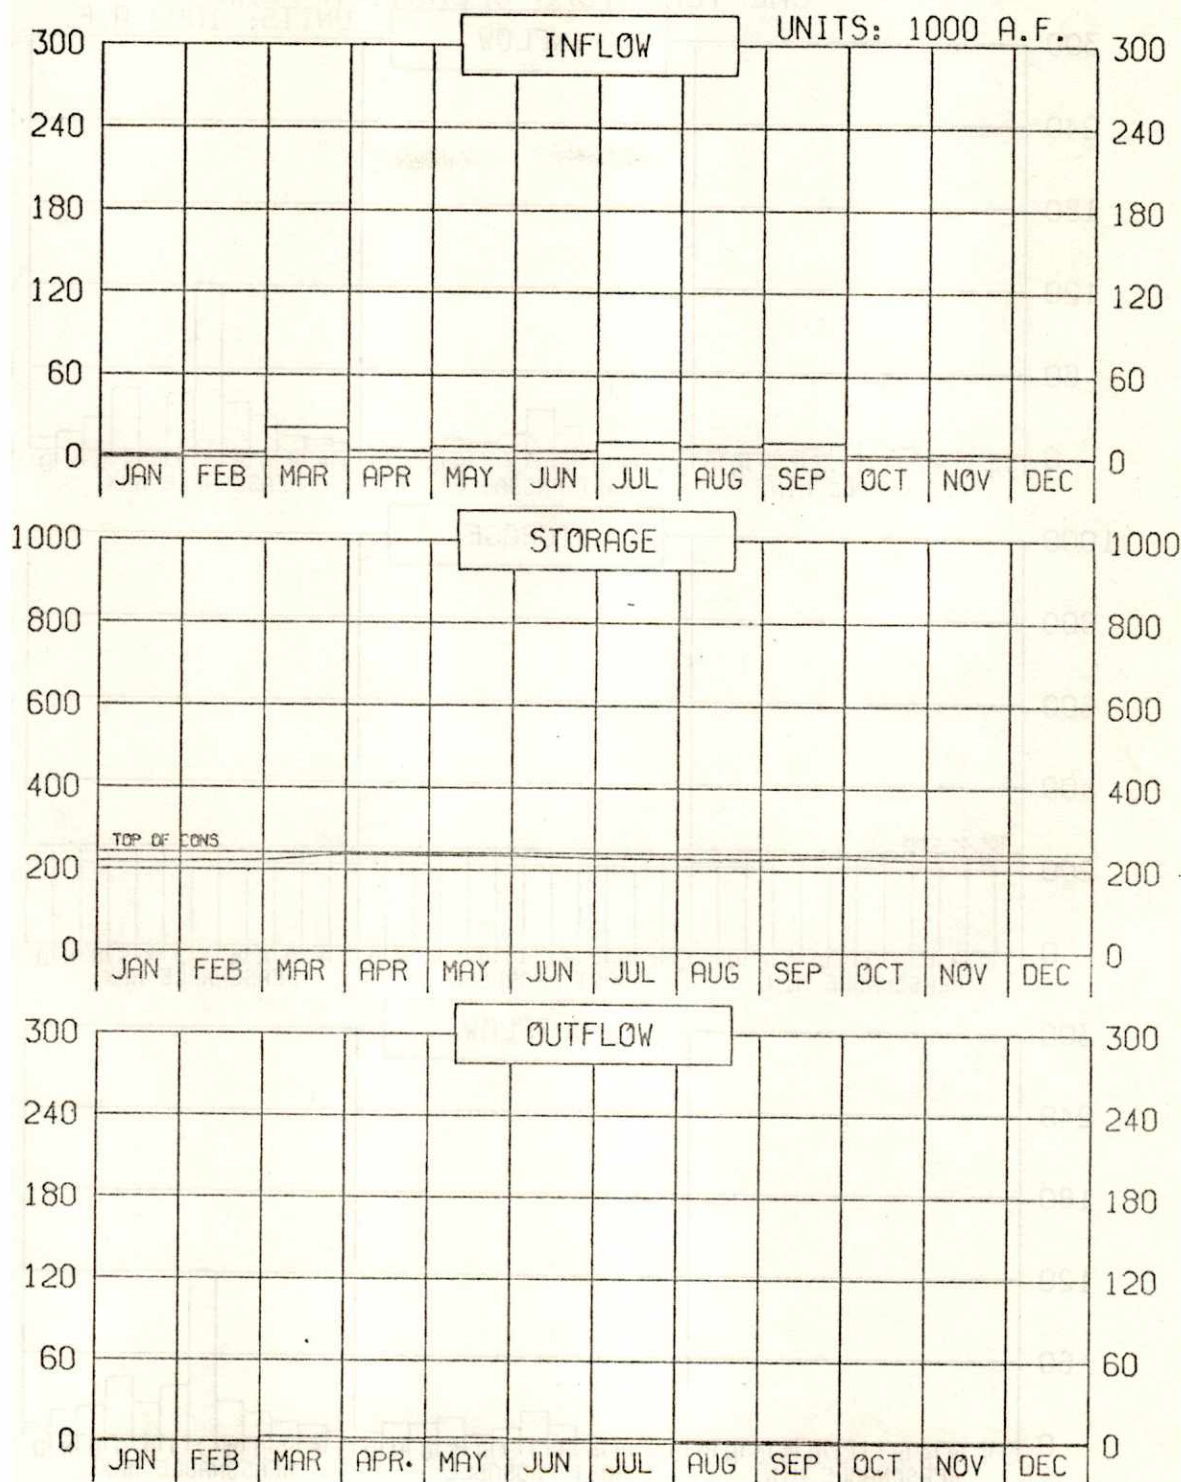 INFLOW UNITS: 1000 A.F.
300 300
240 240
180 180
120 120
60 60
0 0
JAN FEB MAR APR MAY JUN JUL AUG SEP OCT NOV DEC
STORAGE
1000 1000
800 800
600 600
400 400
TOP OF CONS
200 200
0 0
JAN FEB MAR APR MAY JUN JUL AUG SEP OCT NOV DEC
OUTFLOW
300 300
240 240
180 180
120 120
60 60
0 0
JAN FEB MAR APR. MAY JUN JUL AUG SEP OCT NOV DEC